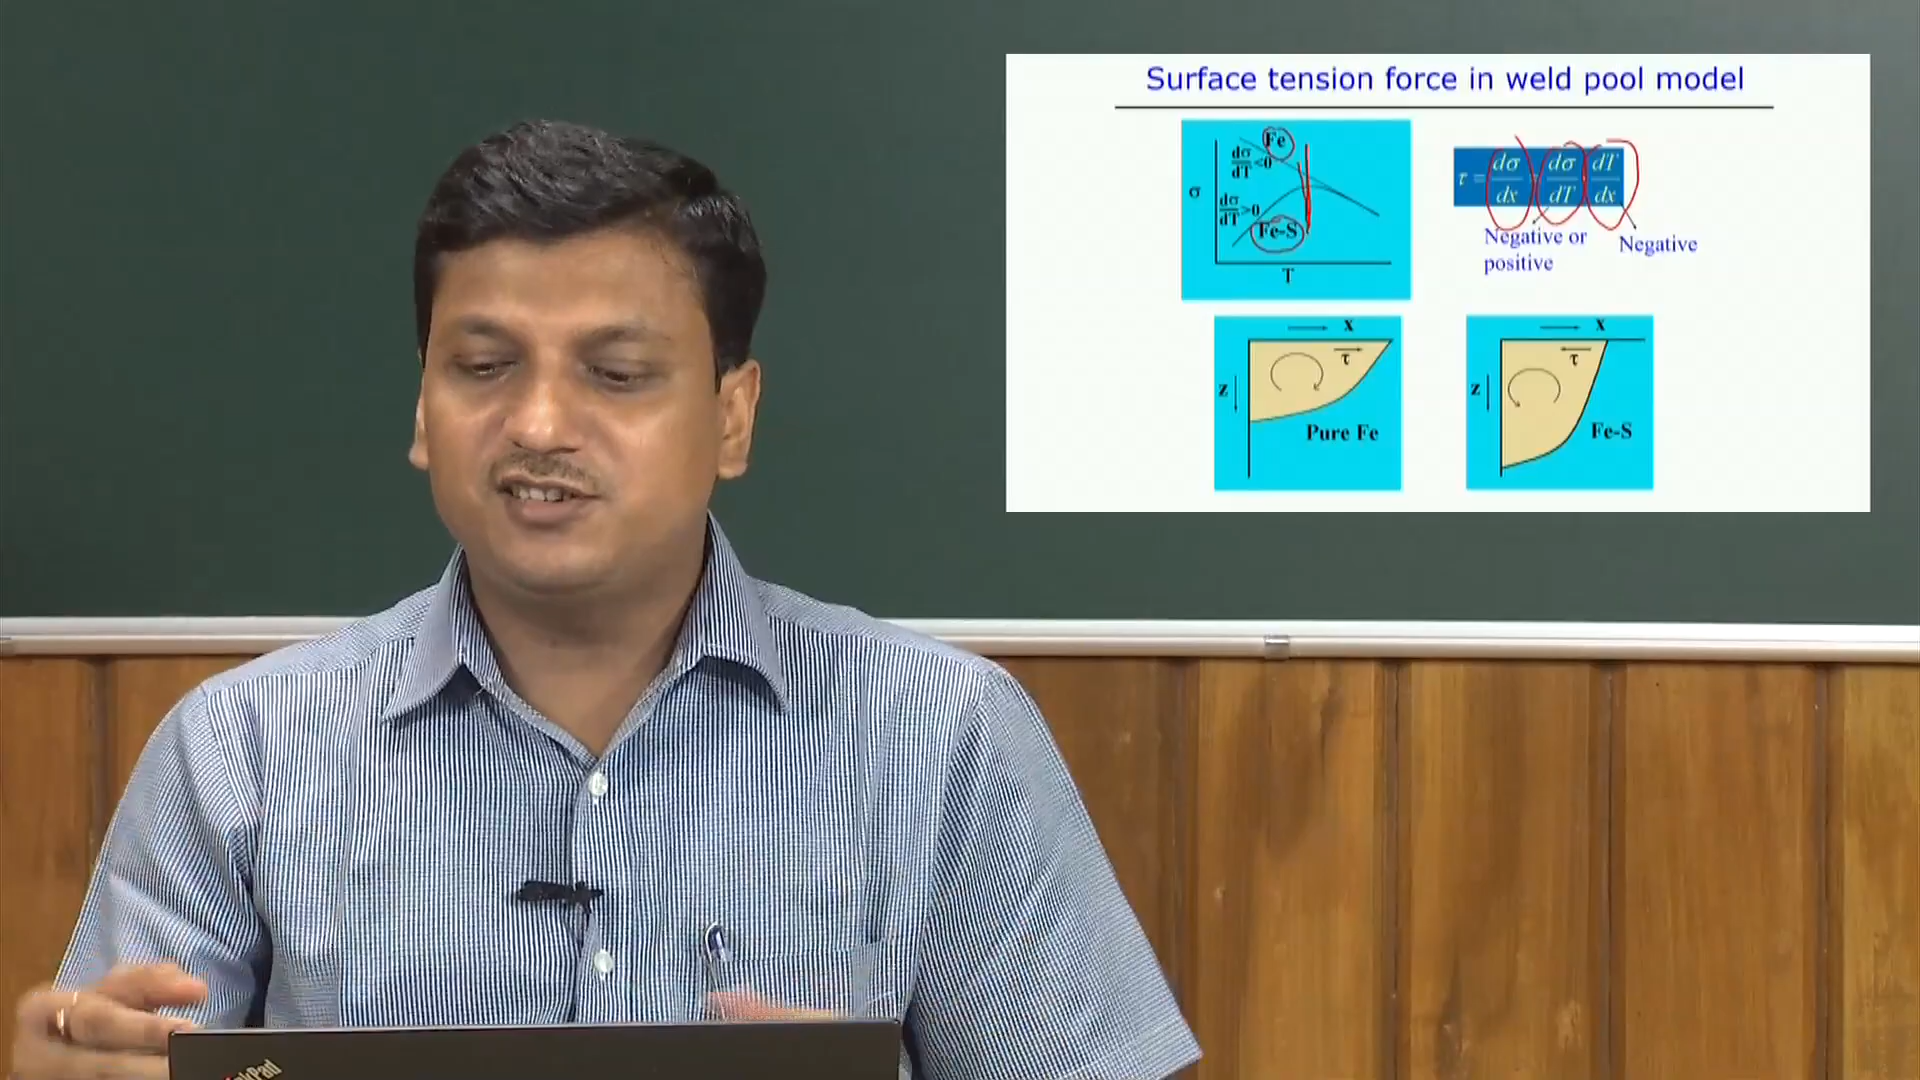 Surface tension force in weld pool model
Fe
dσ/dT <0
σ
dσ/dT >0
Fe-S
T
τ = dσ/dx = dσ/dT dT/dx
Negative or
positive
Negative
x
τ
z
Pure Fe
x
τ
z
Fe-S
nkPad